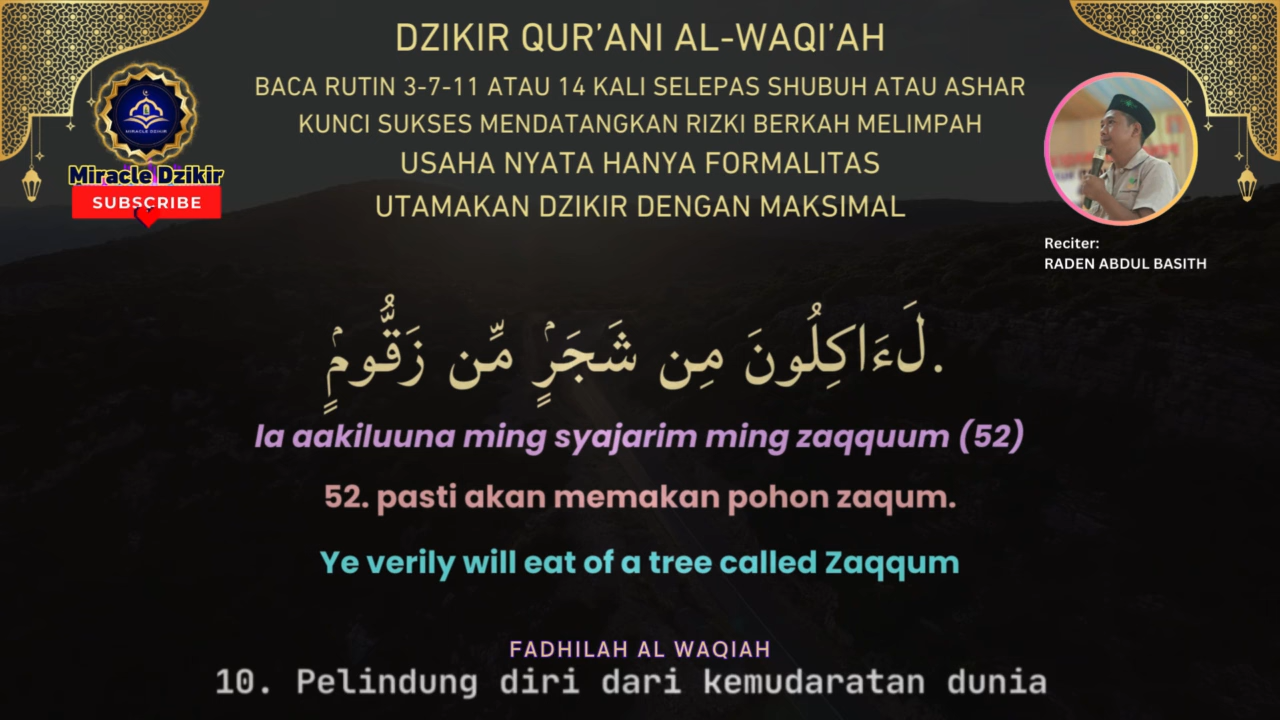 DZIKIR QUR'ANI AL-WAQI'AH
BACA RUTIN 3-7-11 ATAU 14 KALI SELEPAS SHUBUH ATAU ASHAR
KUNCI SUKSES MENDATANGKAN RIZKI BERKAH MELIMPAH
USAHA NYATA HANYA FORMALITAS
UTAMAKAN DZIKIR DENGAN MAKSIMAL
MIRACLE DZIKIR
Miracle Dzikir
SUBSCRIBE
Reciter:
RADEN ABDUL BASITH
لَءَاكِلُونَ مِن شَجَرٍۢ مِّن زَقُّومٍۢ.
la aakiluuna ming syajarim ming zaqquum (52)
52. pasti akan memakan pohon zaqum.
Ye verily will eat of a tree called Zaqqum
FADHILAH AL WAQIAH
10. Pelindung diri dari kemudaratan dunia